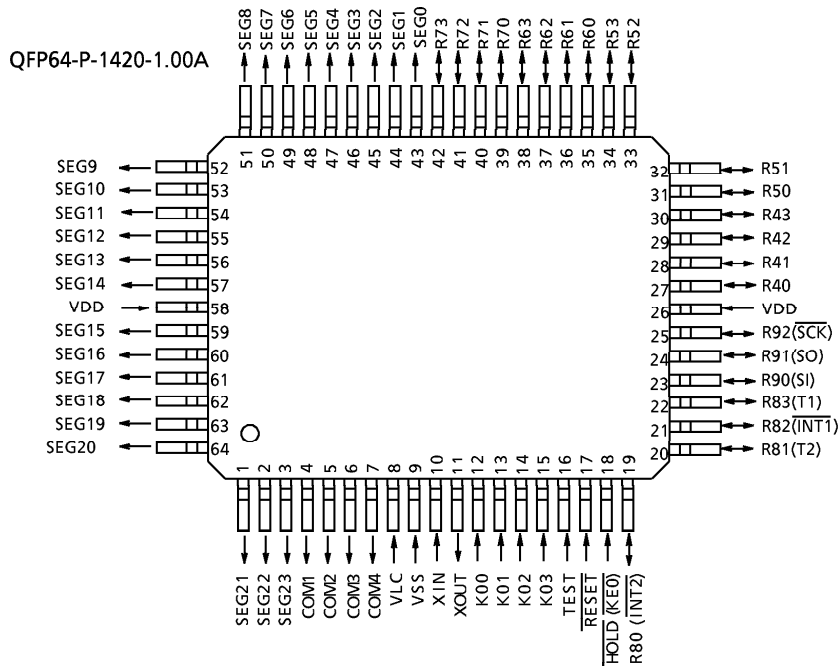 QFP64-P-1420-1.00A
SEG8
SEG7
SEG6
SEG5
SEG4
SEG3
SEG2
SEG1
SEG0
R73
R72
R71
R70
R63
R62
R61
R60
R53
R52
51
50
49
48
47
46
45
44
43
42
41
40
39
38
37
36
35
34
33
SEG9 52
SEG10 53
SEG11 54
SEG12 55
SEG13 56
SEG14 57
VDD 58
SEG15 59
SEG16 60
SEG17 61
SEG18 62
SEG19 63
SEG20 64
32 R51
31 R50
30 R43
29 R42
28 R41
27 R40
26 VDD
25 R92(SCK)
24 R91(SO)
23 R90(SI)
22 R83(T1)
21 R82(INT1)
20 R81(T2)
1
2
3
4
5
6
7
8
9
10
11
12
13
14
15
16
17
18
19
SEG21
SEG22
SEG23
COM1
COM2
COM3
COM4
VLC
VSS
XIN
XOUT
K00
K01
K02
K03
TEST
RESET
HOLD (KE0)
R80 (INT2)